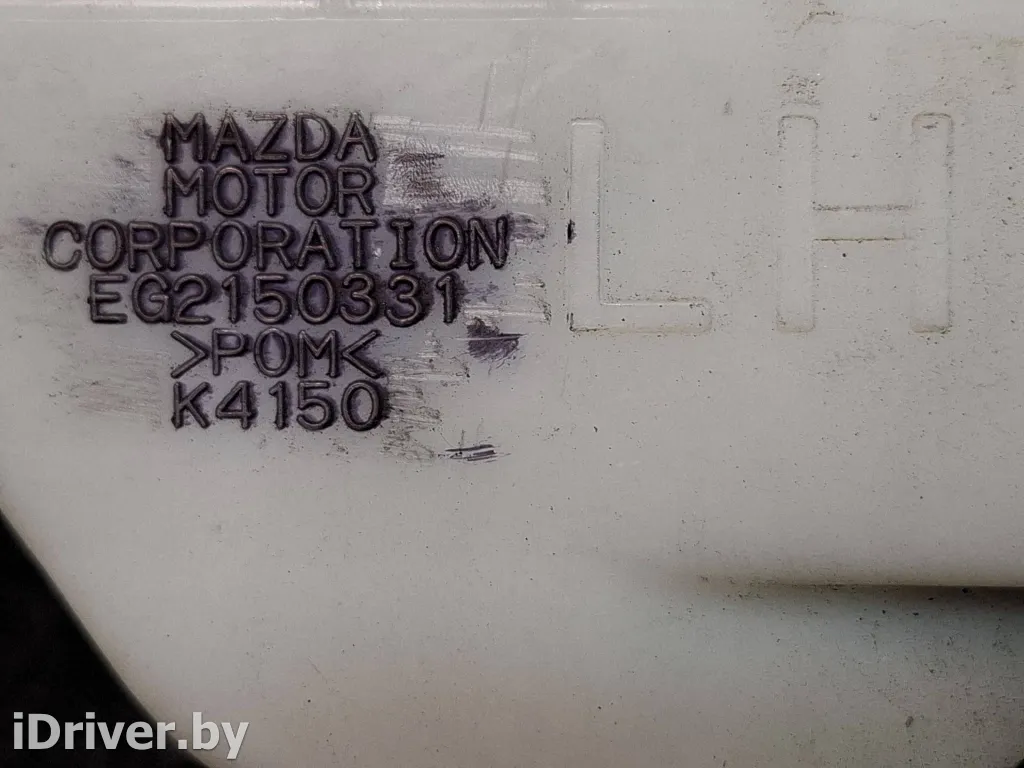 MAZDA
MOTOR
CORPORATION
EG2150331
>POM<
K4150
LH
iDriver.by